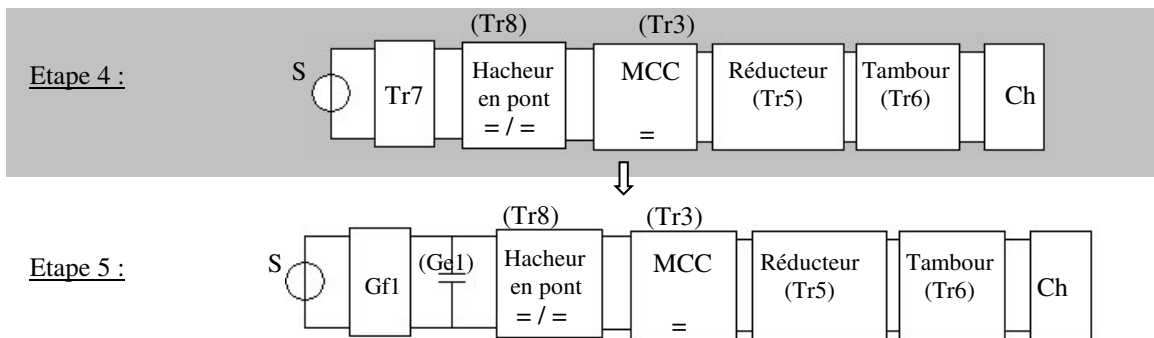 (Tr8) (Tr3)
Etape 4 :
S
Tr7
Hacheur
en pont
= / =
MCC
=
Réducteur
(Tr5)
Tambour
(Tr6)
Ch
(Tr8) (Tr3)
Etape 5 :
S
Gf1
(Ge1)
Hacheur
en pont
= / =
MCC
=
Réducteur
(Tr5)
Tambour
(Tr6)
Ch